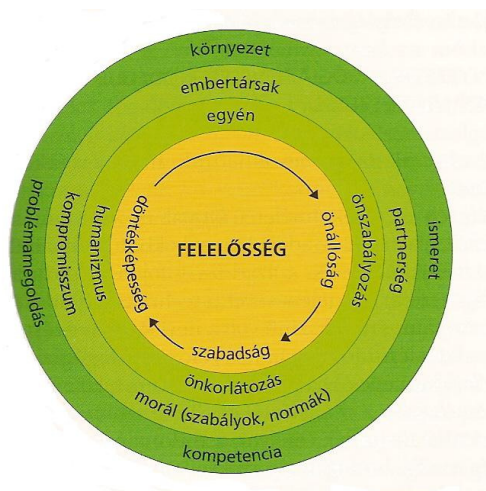 környezet
embertársak
egyén
problémamegoldás
kompromisszum
humanizmus
döntésképesség
FELELŐSSÉG
önállóság
önszabályozás
partnerség
ismeret
szabadság
önkorlátozás
morál (szabályok, normák)
kompetencia